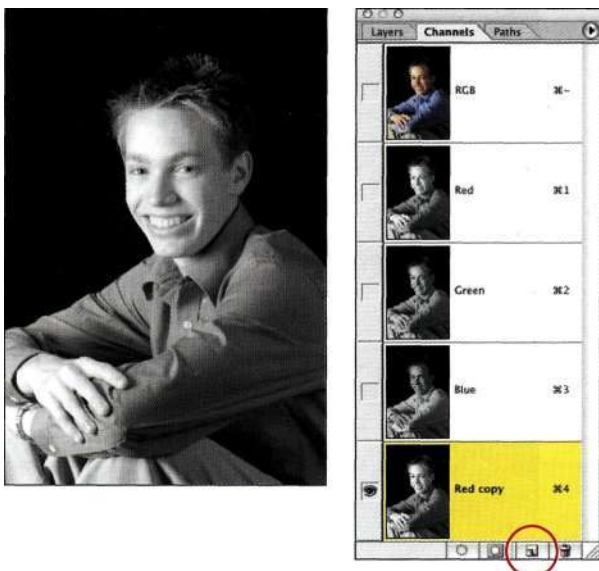 Layers Channels Paths
RGB ⌘~
Red ⌘1
Green ⌘2
Blue ⌘3
Red copy ⌘4